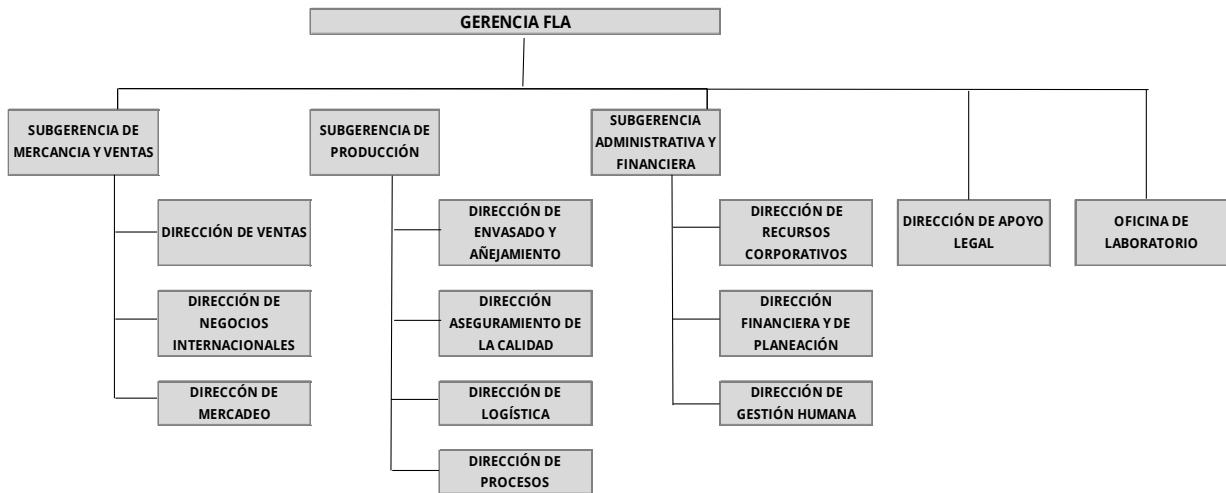 GERENCIA FLA
SUBGERENCIA DE
MERCANCIA Y VENTAS
SUBGERENCIA DE
PRODUCCIÓN
SUBGERENCIA
ADMINISTRATIVA Y
FINANCIERA
DIRECCIÓN DE VENTAS
DIRECCIÓN DE
ENVASADO Y
AÑEJAMIENTO
DIRECCIÓN DE
RECURSOS
CORPORATIVOS
DIRECCIÓN DE APOYO
LEGAL
OFICINA DE
LABORATORIO
DIRECCIÓN DE
NEGOCIOS
INTERNACIONALES
DIRECCIÓN
ASEGURAMIENTO DE
LA CALIDAD
DIRECCIÓN
FINANCIERA Y DE
PLANEACIÓN
DIRECCÓN DE
MERCADEO
DIRECCIÓN DE
LOGÍSTICA
DIRECCIÓN DE
GESTIÓN HUMANA
DIRECCIÓN DE
PROCESOS